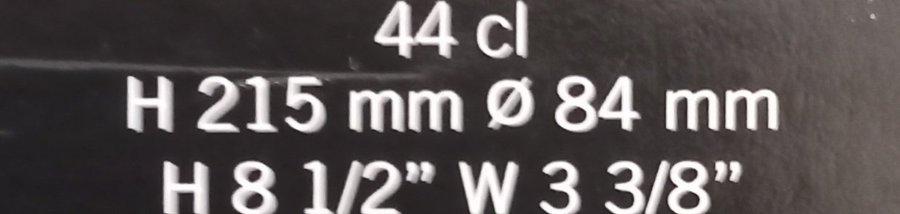 44 cl
H 215 mm Ø 84 mm
H 8 1/2” W 3 3/8”